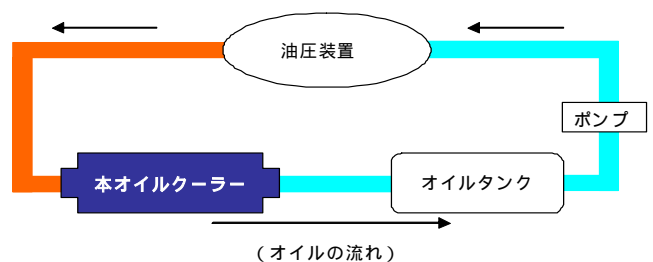 油圧装置
ポンプ
本オイルクーラー
オイルタンク
(オイルの流れ)